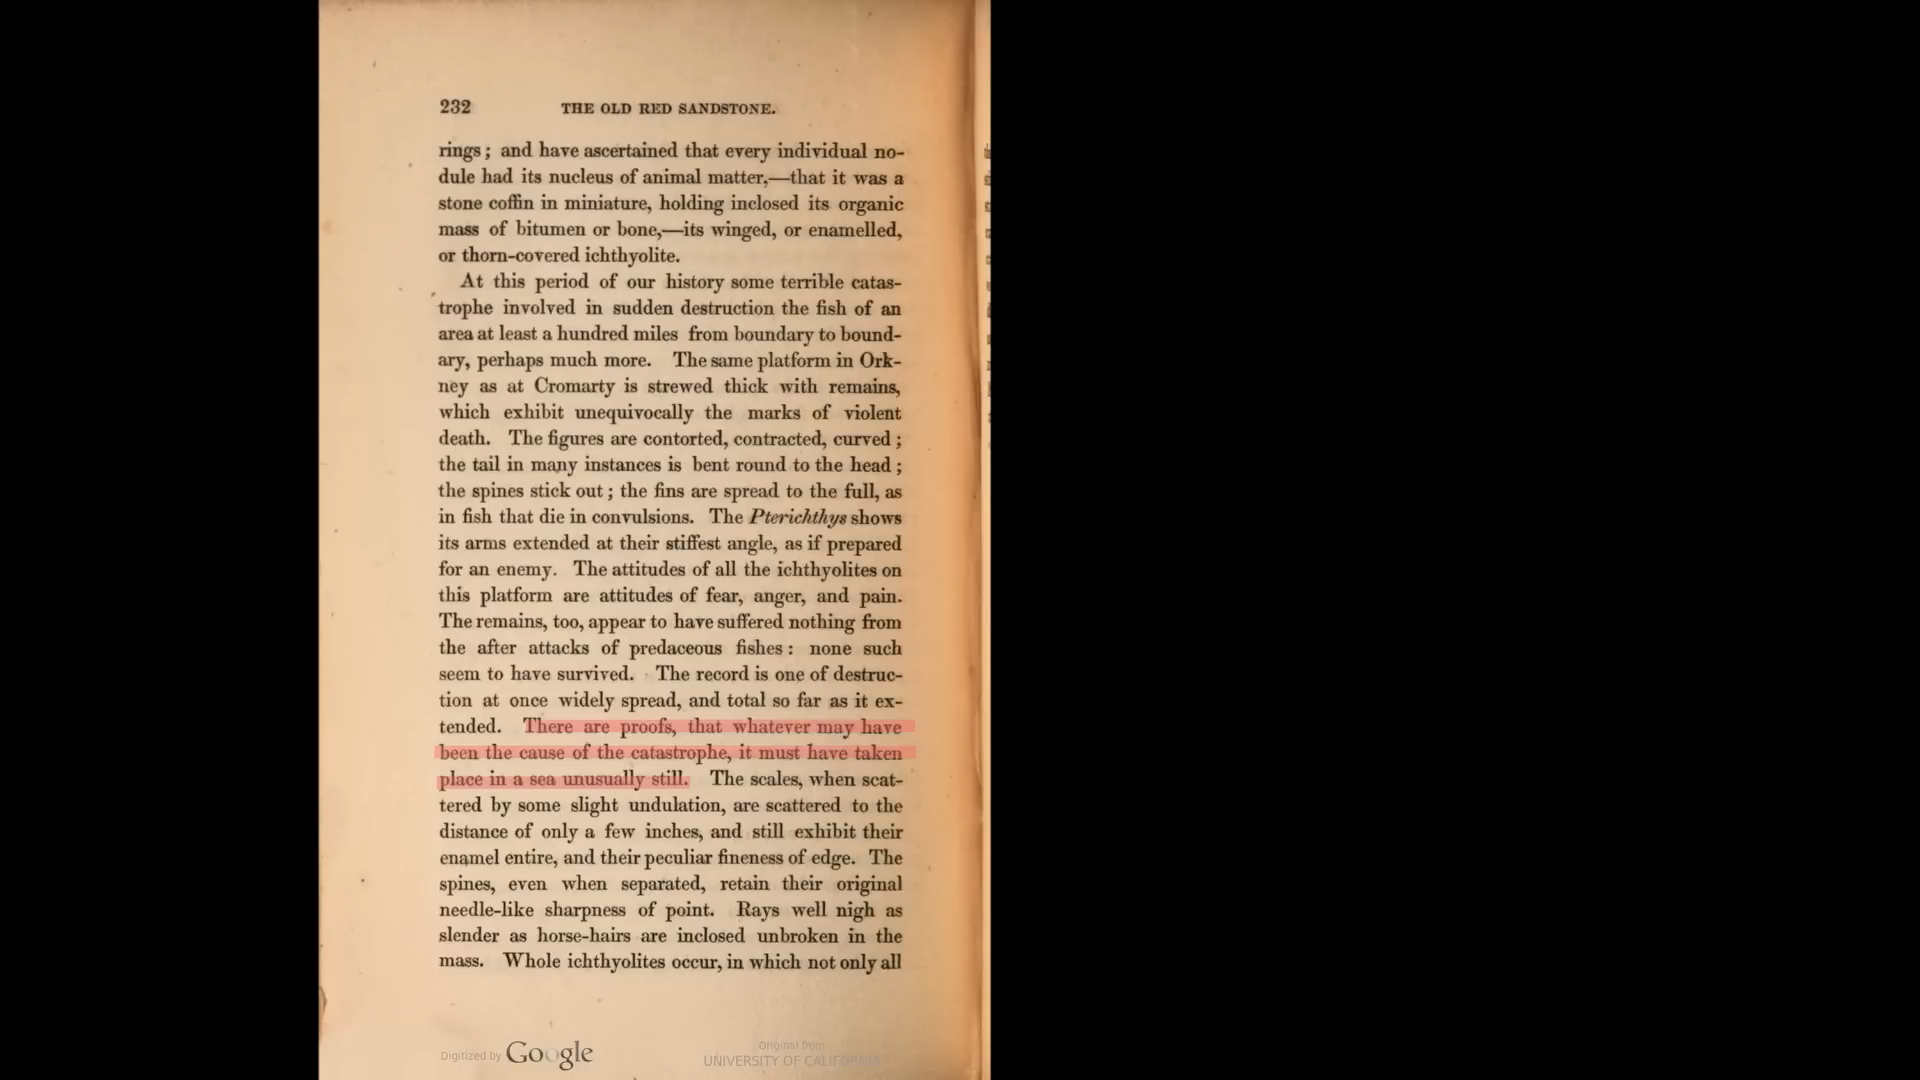 232 THE OLD RED SANDSTONE.
rings; and have ascertained that every individual no-
dule had its nucleus of animal matter,—that it was a
stone coffin in miniature, holding inclosed its organic
mass of bitumen or bone,—its winged, or enamelled,
or thorn-covered ichthyolite.
At this period of our history some terrible catas-
trophe involved in sudden destruction the fish of an
area at least a hundred miles from boundary to bound-
ary, perhaps much more. The same platform in Ork-
ney as at Cromarty is strewed thick with remains,
which exhibit unequivocally the marks of violent
death. The figures are contorted, contracted, curved;
the tail in many instances is bent round to the head;
the spines stick out; the fins are spread to the full, as
in fish that die in convulsions. The Pterichthys shows
its arms extended at their stiffest angle, as if prepared
for an enemy. The attitudes of all the ichthyolites on
this platform are attitudes of fear, anger, and pain.
The remains, too, appear to have suffered nothing from
the after attacks of predaceous fishes: none such
seem to have survived. The record is one of destruc-
tion at once widely spread, and total so far as it ex-
tended. There are proofs, that whatever may have
been the cause of the catastrophe, it must have taken
place in a sea unusually still. The scales, when scat-
tered by some slight undulation, are scattered to the
distance of only a few inches, and still exhibit their
enamel entire, and their peculiar fineness of edge. The
spines, even when separated, retain their original
needle-like sharpness of point. Rays well nigh as
slender as horse-hairs are inclosed unbroken in the
mass. Whole ichthyolites occur, in which not only all
Digitized by Google
Original from
UNIVERSITY OF CALIFORNIA